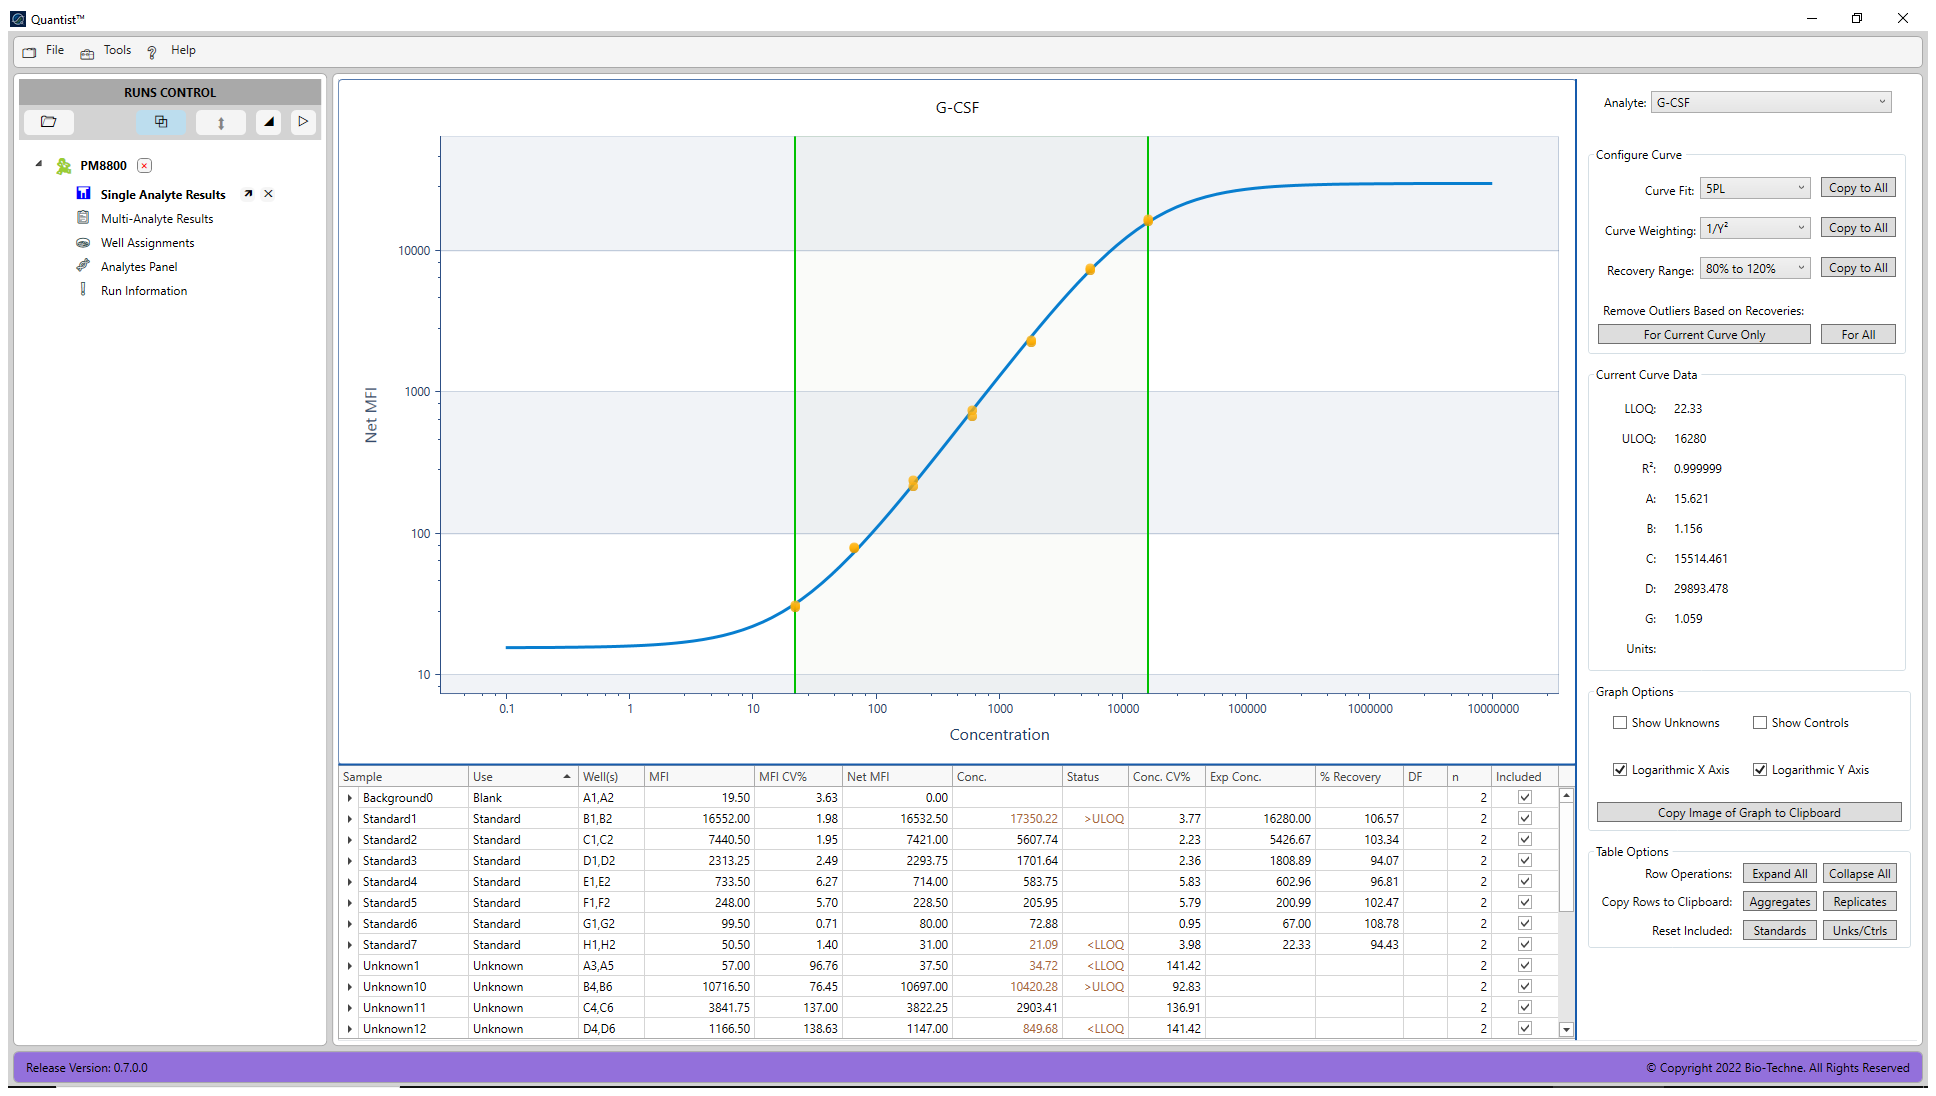 Quantist™
File Tools Help
RUNS CONTROL
PM8800
Single Analyte Results
Multi-Analyte Results
Well Assignments
Analytes Panel
Run Information
G-CSF
Net MFI
10000
1000
100
10
0.1 1 10 100 1000 10000 100000 1000000 10000000
Concentration
Sample Use Well(s) MFI MFI CV% Net MFI Conc. Status Conc. CV% Exp Conc. % Recovery DF n Included
Background0 Blank A1,A2 19.50 3.63 0.00 2
Standard1 Standard B1,B2 16552.00 1.98 16532.50 17350.22 >ULOQ 3.77 16280.00 106.57 2
Standard2 Standard C1,C2 7440.50 1.95 7421.00 5607.74 2.23 5426.67 103.34 2
Standard3 Standard D1,D2 2313.25 2.49 2293.75 1701.64 2.36 1808.89 94.07 2
Standard4 Standard E1,E2 733.50 6.27 714.00 583.75 5.83 602.96 96.81 2
Standard5 Standard F1,F2 248.00 5.70 228.50 205.95 5.79 200.99 102.47 2
Standard6 Standard G1,G2 99.50 0.71 80.00 72.88 0.95 67.00 108.78 2
Standard7 Standard H1,H2 50.50 1.40 31.00 21.09 <LLOQ 3.98 22.33 94.43 2
Unknown1 Unknown A3,A5 57.00 96.76 37.50 34.72 <LLOQ 141.42 2
Unknown10 Unknown B4,B6 10716.50 76.45 10697.00 10420.28 >ULOQ 92.83 2
Unknown11 Unknown C4,C6 3841.75 137.00 3822.25 2903.41 136.91 2
Unknown12 Unknown D4,D6 1166.50 138.63 1147.00 849.68 <LLOQ 141.42 2
Analyte: G-CSF
Configure Curve
Curve Fit: 5PL Copy to All
Curve Weighting: 1/Y² Copy to All
Recovery Range: 80% to 120% Copy to All
Remove Outliers Based on Recoveries:
For Current Curve Only For All
Current Curve Data
LLOQ: 22.33
ULOQ: 16280
R²: 0.999999
A: 15.621
B: 1.156
C: 15514.461
D: 29893.478
G: 1.059
Units:
Graph Options
Show Unknowns Show Controls
Logarithmic X Axis Logarithmic Y Axis
Copy Image of Graph to Clipboard
Table Options
Row Operations: Expand All Collapse All
Copy Rows to Clipboard: Aggregates Replicates
Reset Included: Standards Unks/Ctrls
Release Version: 0.7.0.0
© Copyright 2022 Bio-Techne. All Rights Reserved